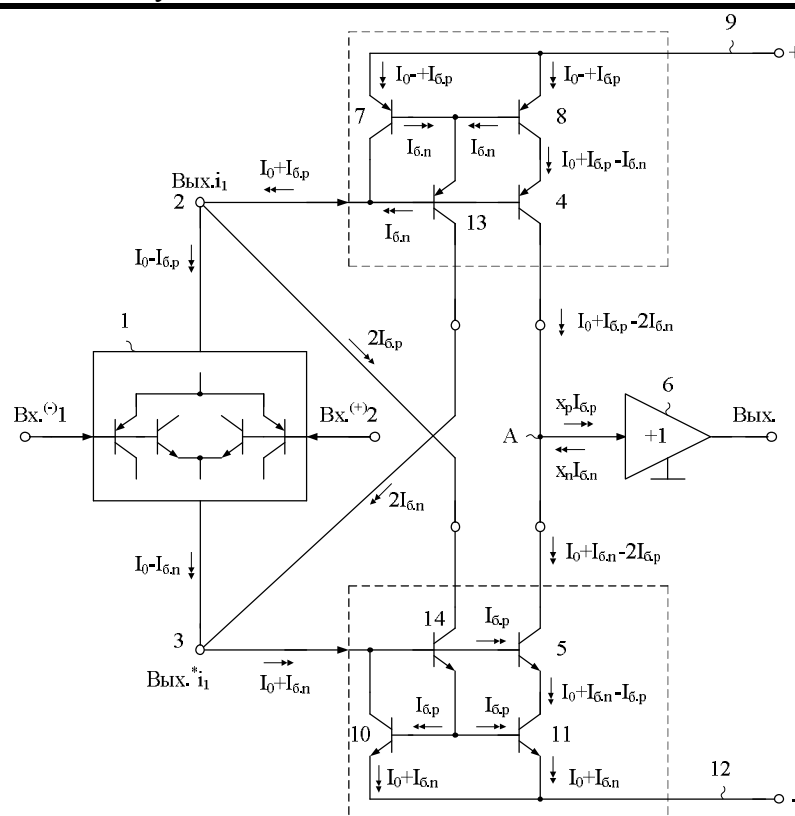 9
+
I₀-+Iб.p
I₀-+Iб.p
7
8
Iб.n
Iб.n
I₀+Iб.p
I₀+Iб.p-Iб.n
Вых.i₁
2
4
Iб.n
13
I₀-Iб.p
1
2Iб.p
I₀+Iб.p-2Iб.n
6
Вх.(-)1
Вх.(+)2
xpIб.p
Вых.
A
+1
xnIб.n
2Iб.n
I₀-Iб.n
I₀+Iб.n-2Iб.p
14
Iб.p
3
5
Вых.*i₁
I₀+Iб.n
I₀+Iб.n-Iб.p
Iб.p
Iб.p
10
11
12
I₀+Iб.n
I₀+Iб.n
-